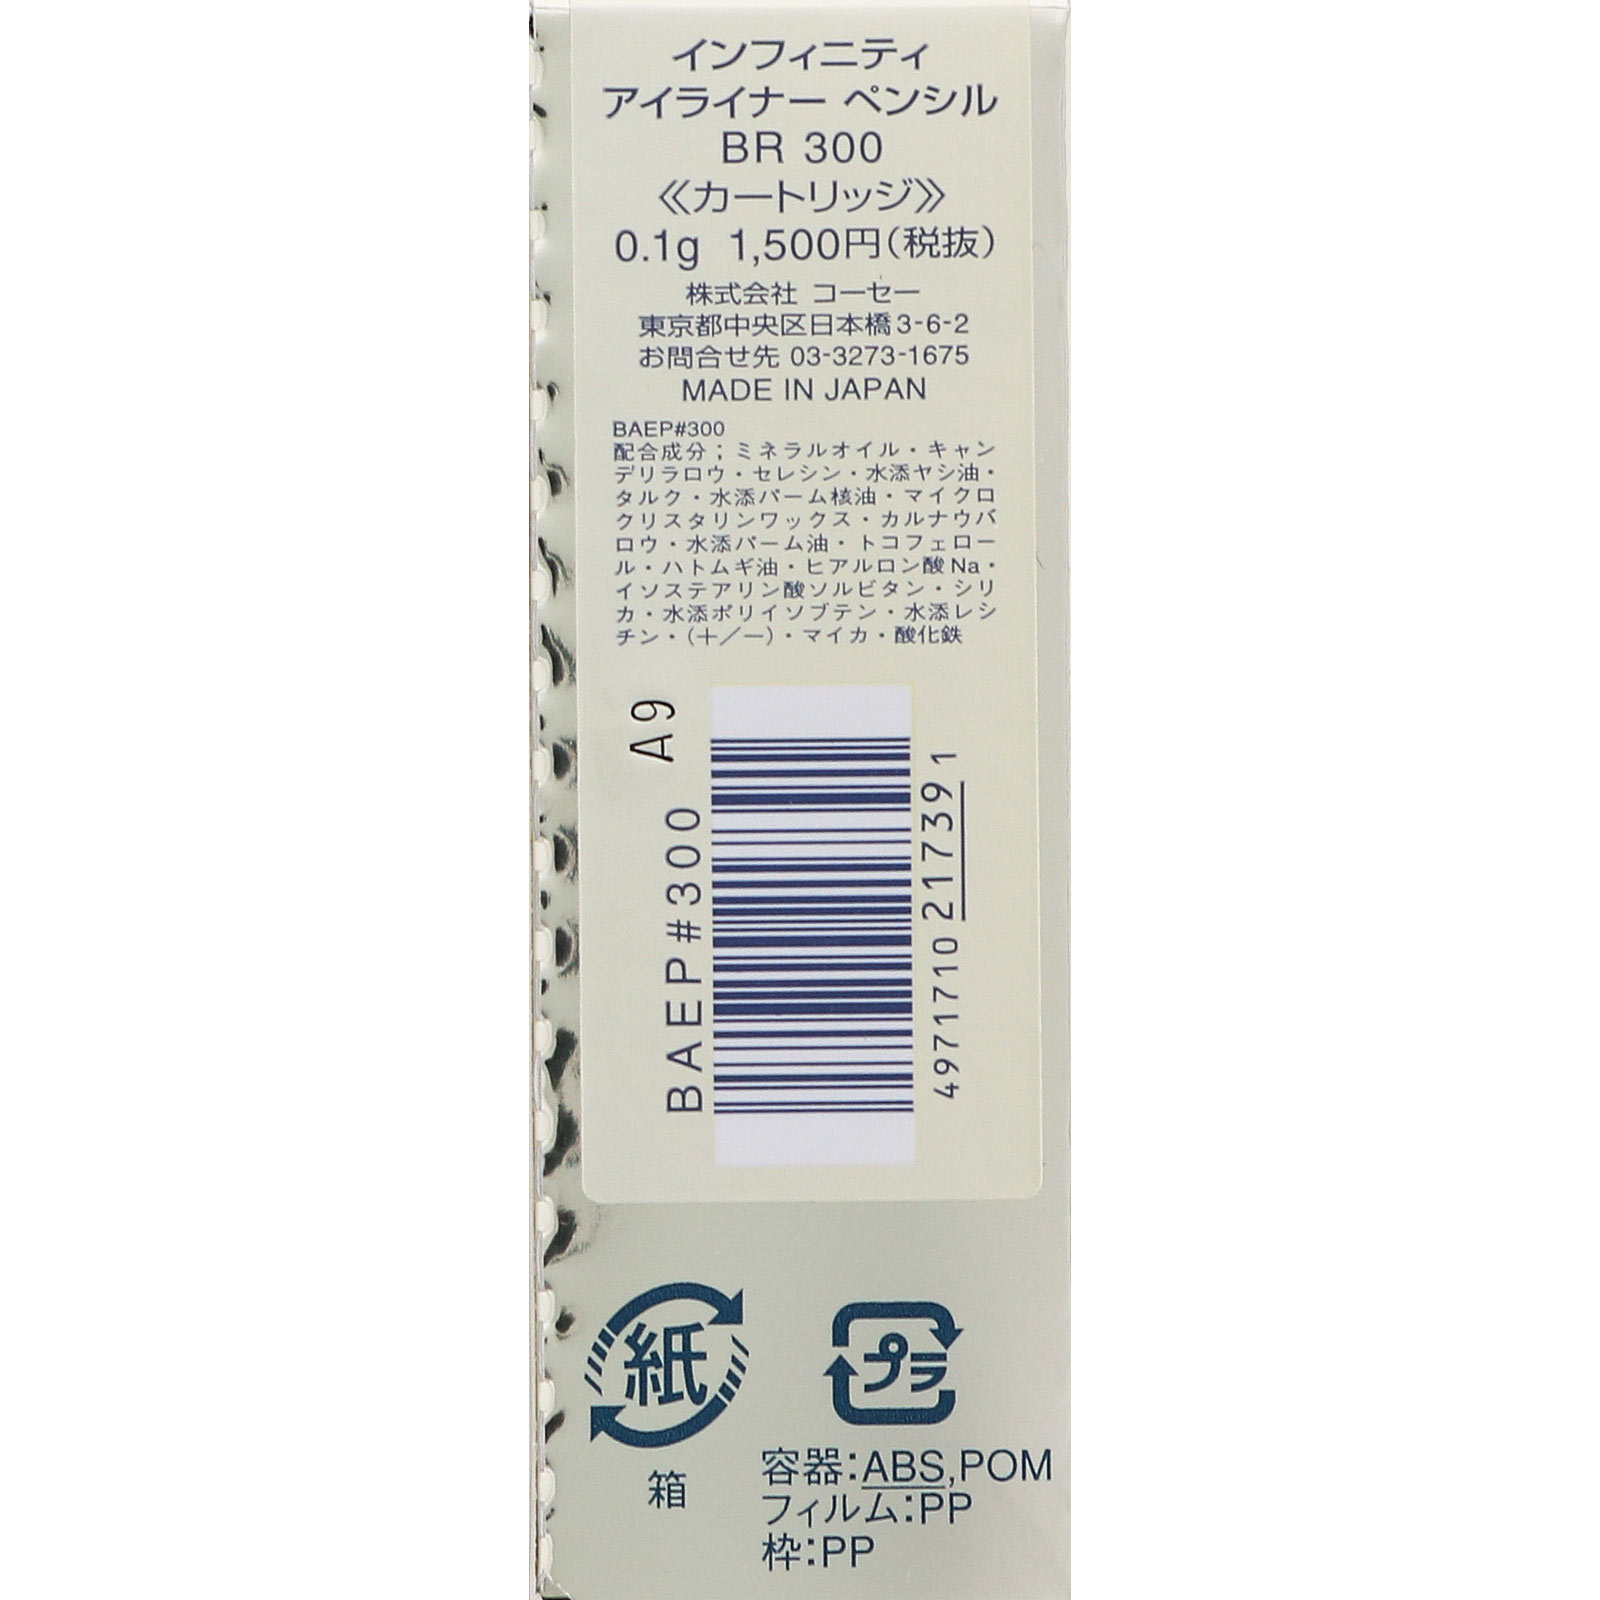 インフィニティ
アイライナー ペンシル
BR 300
《カートリッジ》
0.1g 1,500円(税抜)
株式会社 コーセー
東京都中央区日本橋3-6-2
お問合せ先 03-3273-1675
MADE IN JAPAN
BAEP#300
配合成分;ミネラルオイル・キャン
デリラロウ・セレシン・水添ヤシ油・
タルク・水添パーム核油・マイクロ
クリスタリンワックス・カルナウバ
ロウ・水添パーム油・トコフェロー
ル・ハトムギ油・ヒアルロン酸Na・
イソステアリン酸ソルビタン・シリ
カ・水添ポリイソブテン・水添レシ
チン・(+/-)・マイカ・酸化鉄
BAEP#300 A9
4971710217391
紙
箱
プラ
容器:ABS,POM
フィルム:PP
枠:PP